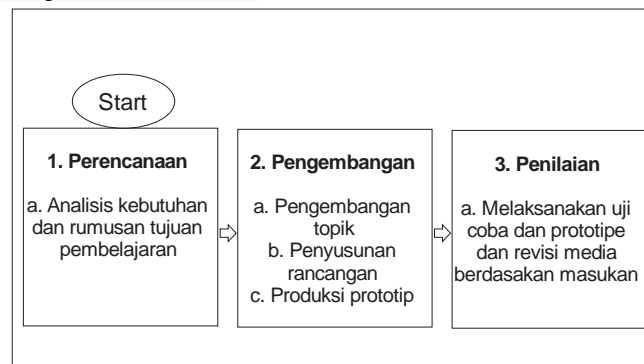 Start
1. Perencanaan
a. Analisis kebutuhan
dan rumusan tujuan
pembelajaran
2. Pengembangan
a. Pengembangan
topik
b. Penyusunan
rancangan
c. Produksi prototip
3. Penilaian
a. Melaksanakan uji
coba dan prototipe
dan revisi media
berdasakan masukan